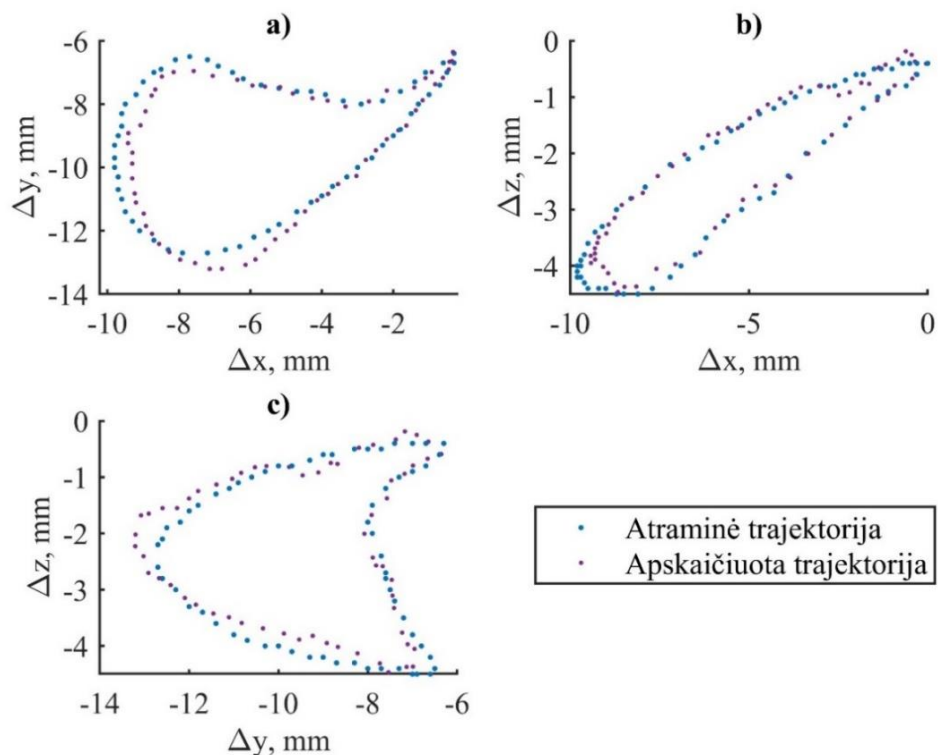 a)
-6
-8
-10
-12
-14
Δy, mm
-10 -8 -6 -4 -2
Δx, mm
b)
0
-1
-2
-3
-4
Δz, mm
-10 -5 0
Δx, mm
c)
0
-1
-2
-3
-4
Δz, mm
-14 -12 -10 -8 -6
Δy, mm
Atraminė trajektorija
Apskaičiuota trajektorija